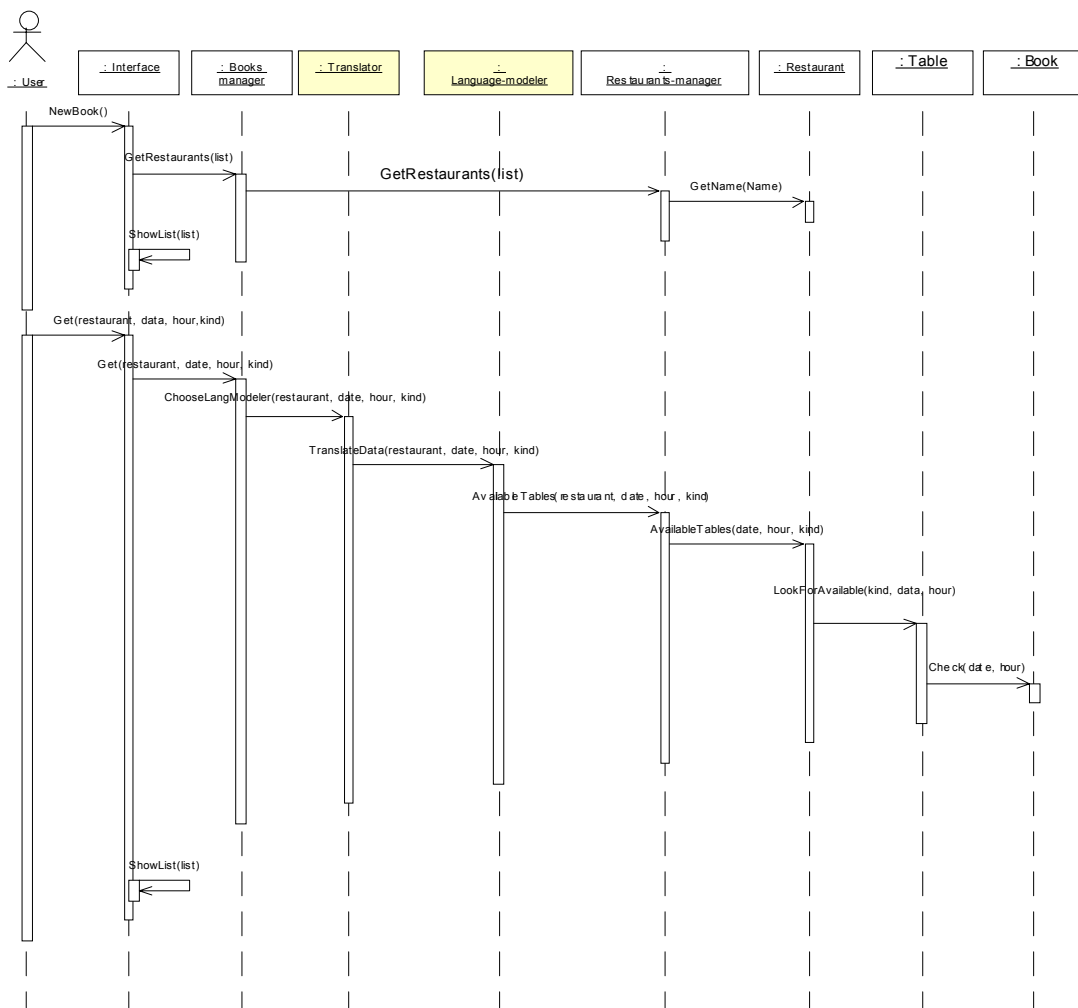 : User
: Interface
: Books
manager
: Translator
:
Language-modeler
:
Restaurants-manager
: Restaurant
: Table
: Book
NewBook()
GetRestaurants(list)
GetRestaurants(list)
GetName(Name)
ShowList(list)
Get(restaurant, data, hour,kind)
Get(restaurant, date, hour, kind)
ChooseLangModeler(restaurant, date, hour, kind)
TranslateData(restaurant, date, hour, kind)
AvailableTables(restaurant, date, hour, kind)
AvailableTables(date, hour, kind)
LookForAvailable(kind, data, hour)
Check(date, hour)
ShowList(list)